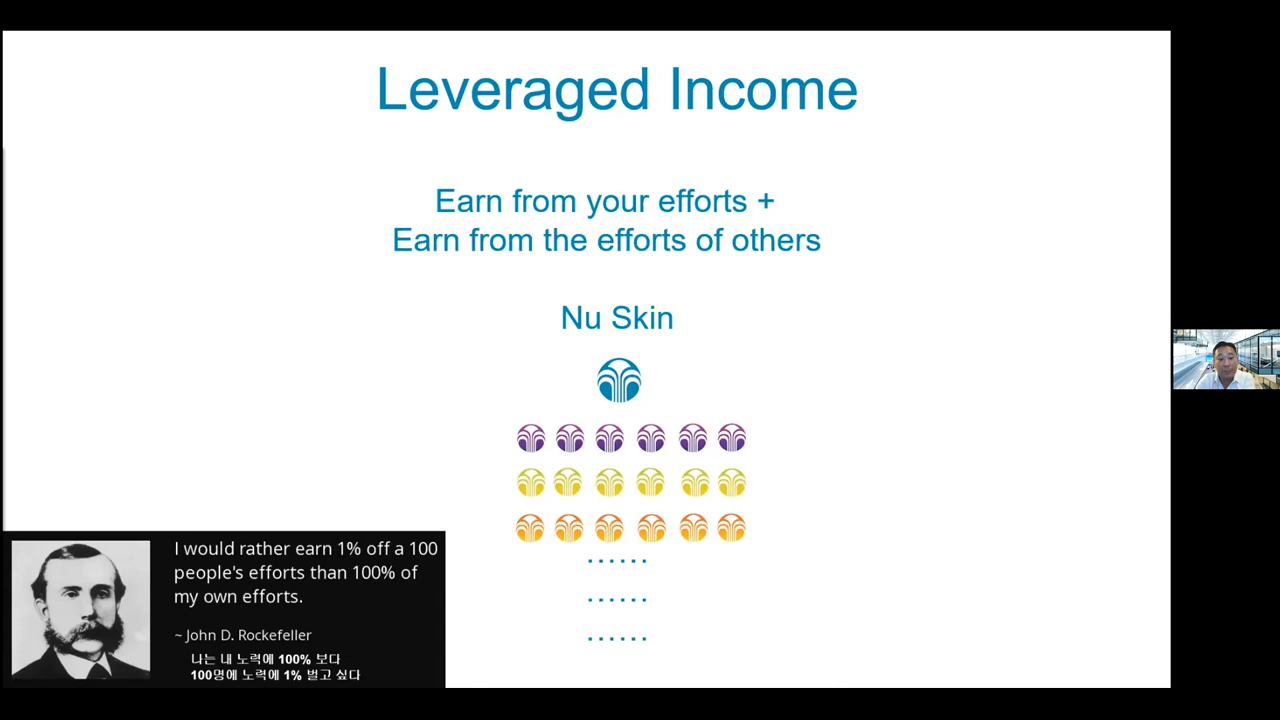 Leveraged Income
Earn from your efforts +
Earn from the efforts of others
Nu Skin
......
......
......
I would rather earn 1% off a 100
people's efforts than 100% of
my own efforts.
~ John D. Rockefeller
나는 내 노력에 100% 보다
100명에 노력에 1% 벌고 싶다